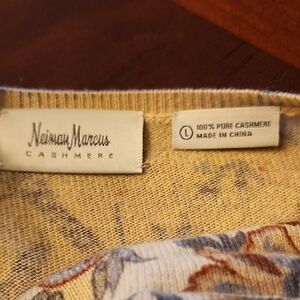 Neiman Marcus
CASHMERE
L
100% PURE CASHMERE
MADE IN CHINA